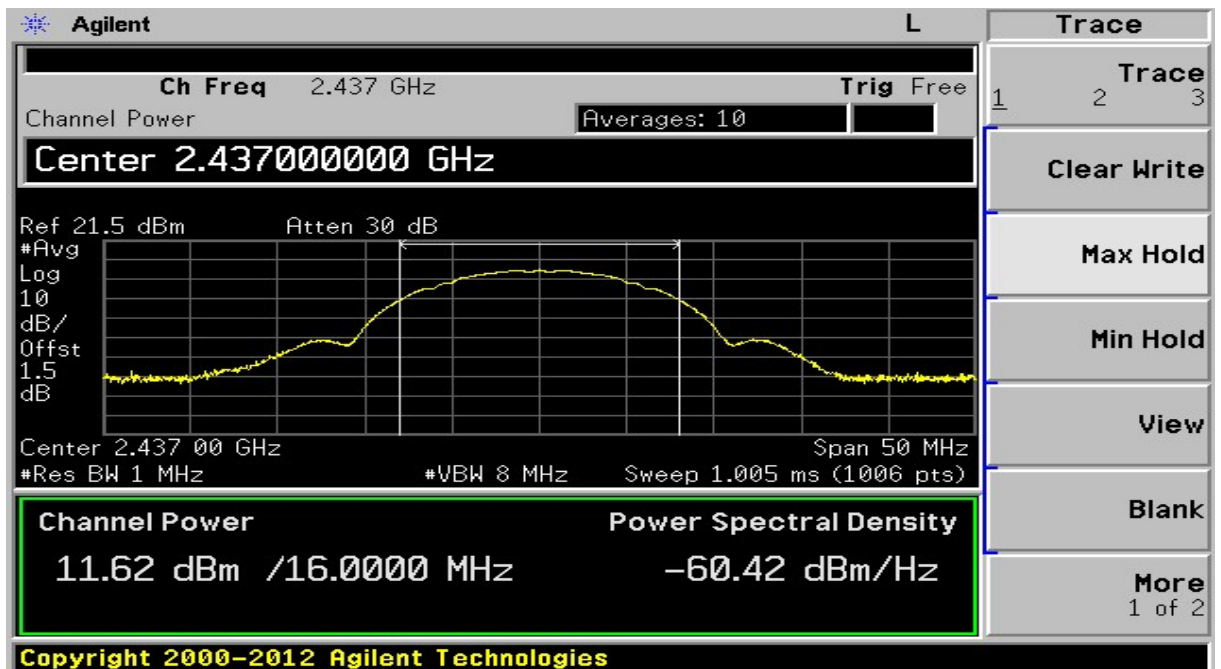 Agilent L Trace
Ch Freq 2.437 GHz Trig Free
Channel Power Averages: 10
Center 2.437000000 GHz
Ref 21.5 dBm Atten 30 dB
#Avg
Log
10
dB/
Offst
1.5
dB
Center 2.437 00 GHz Span 50 MHz
#Res BW 1 MHz #VBW 8 MHz Sweep 1.005 ms (1006 pts)
Channel Power Power Spectral Density
11.62 dBm /16.0000 MHz -60.42 dBm/Hz
Copyright 2000-2012 Agilent Technologies
Trace
1 2 3
Clear Write
Max Hold
Min Hold
View
Blank
More
1 of 2